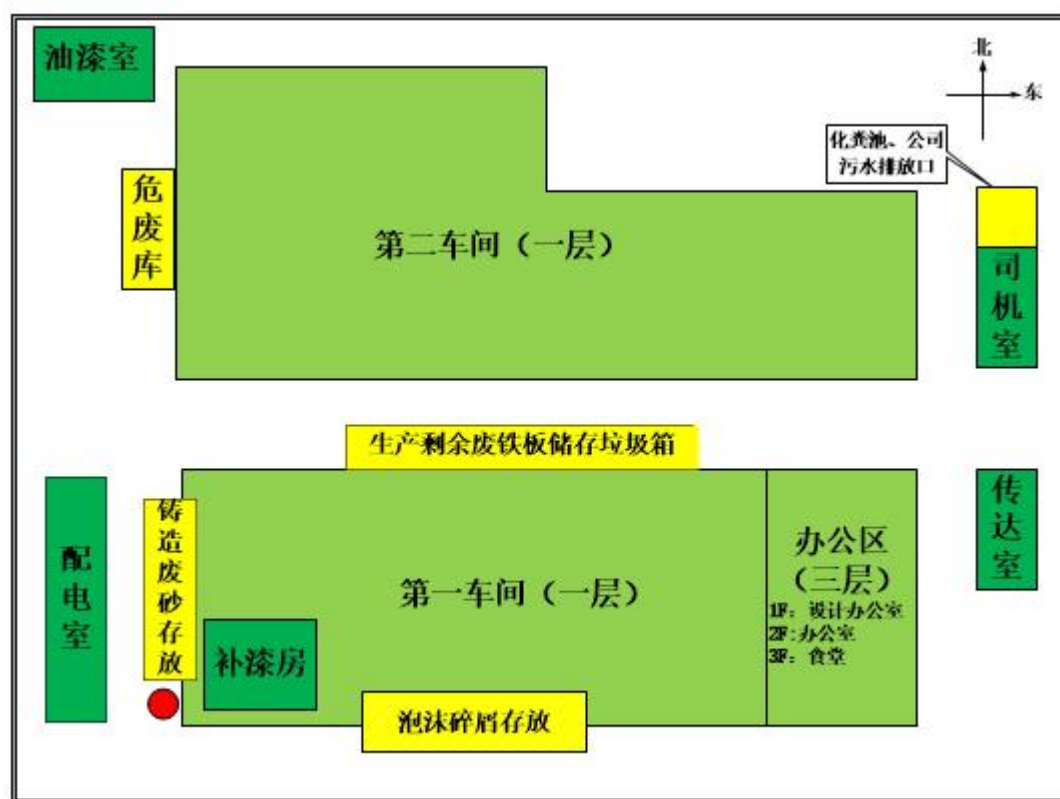 油漆室
北
东
化粪池、公司
污水排放口
危废库
第二车间（一层）
司机室
生产剩余废铁板储存垃圾箱
配电室
铸造废砂存放
第一车间（一层）
补漆房
泡沫碎屑存放
办公区
（三层）
1F：设计办公室
2F:办公室
3F：食堂
传达室